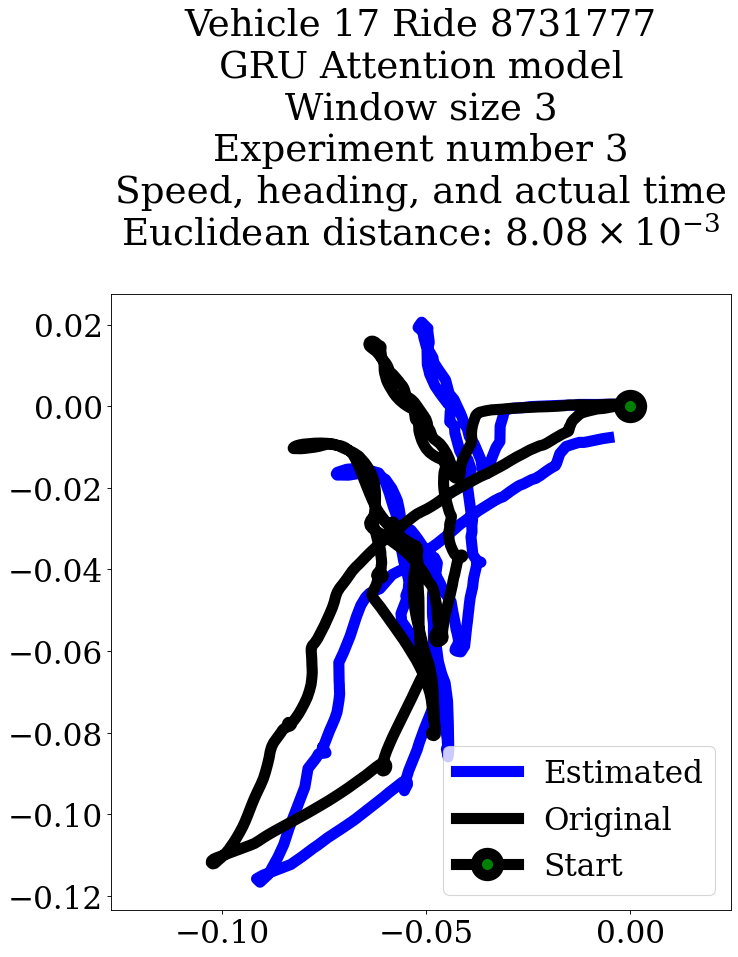 Vehicle 17 Ride 8731777
GRU Attention model
Window size 3
Experiment number 3
Speed, heading, and actual time
Euclidean distance: 8.08 × 10⁻³
0.02
0.00
−0.02
−0.04
−0.06
−0.08
−0.10
−0.12
Estimated
Original
Start
−0.10
−0.05
0.00